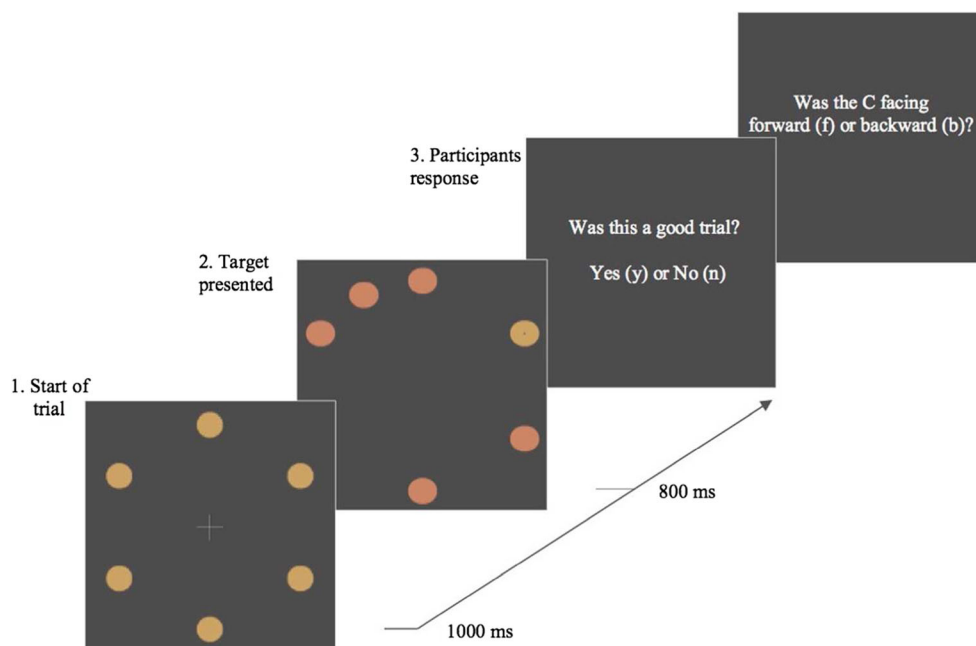 1. Start of
trial
2. Target
presented
3. Participants
response
Was this a good trial?
Yes (y) or No (n)
Was the C facing
forward (f) or backward (b)?
1000 ms
800 ms